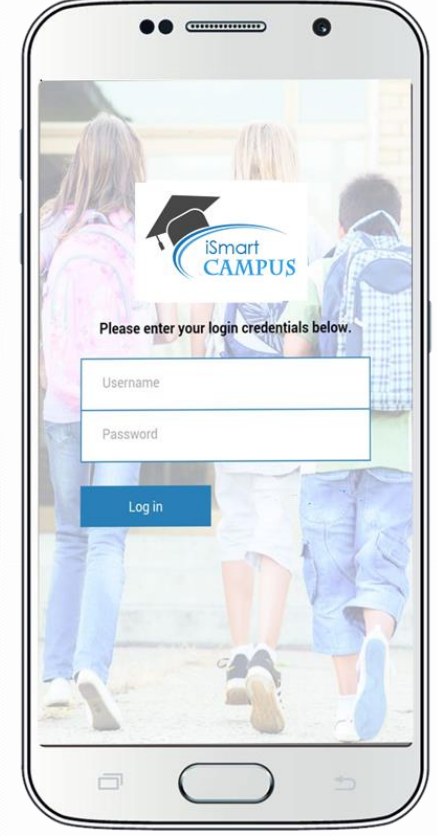 iSmart
CAMPUS
Please enter your login credentials below.
Username
Password
Log in